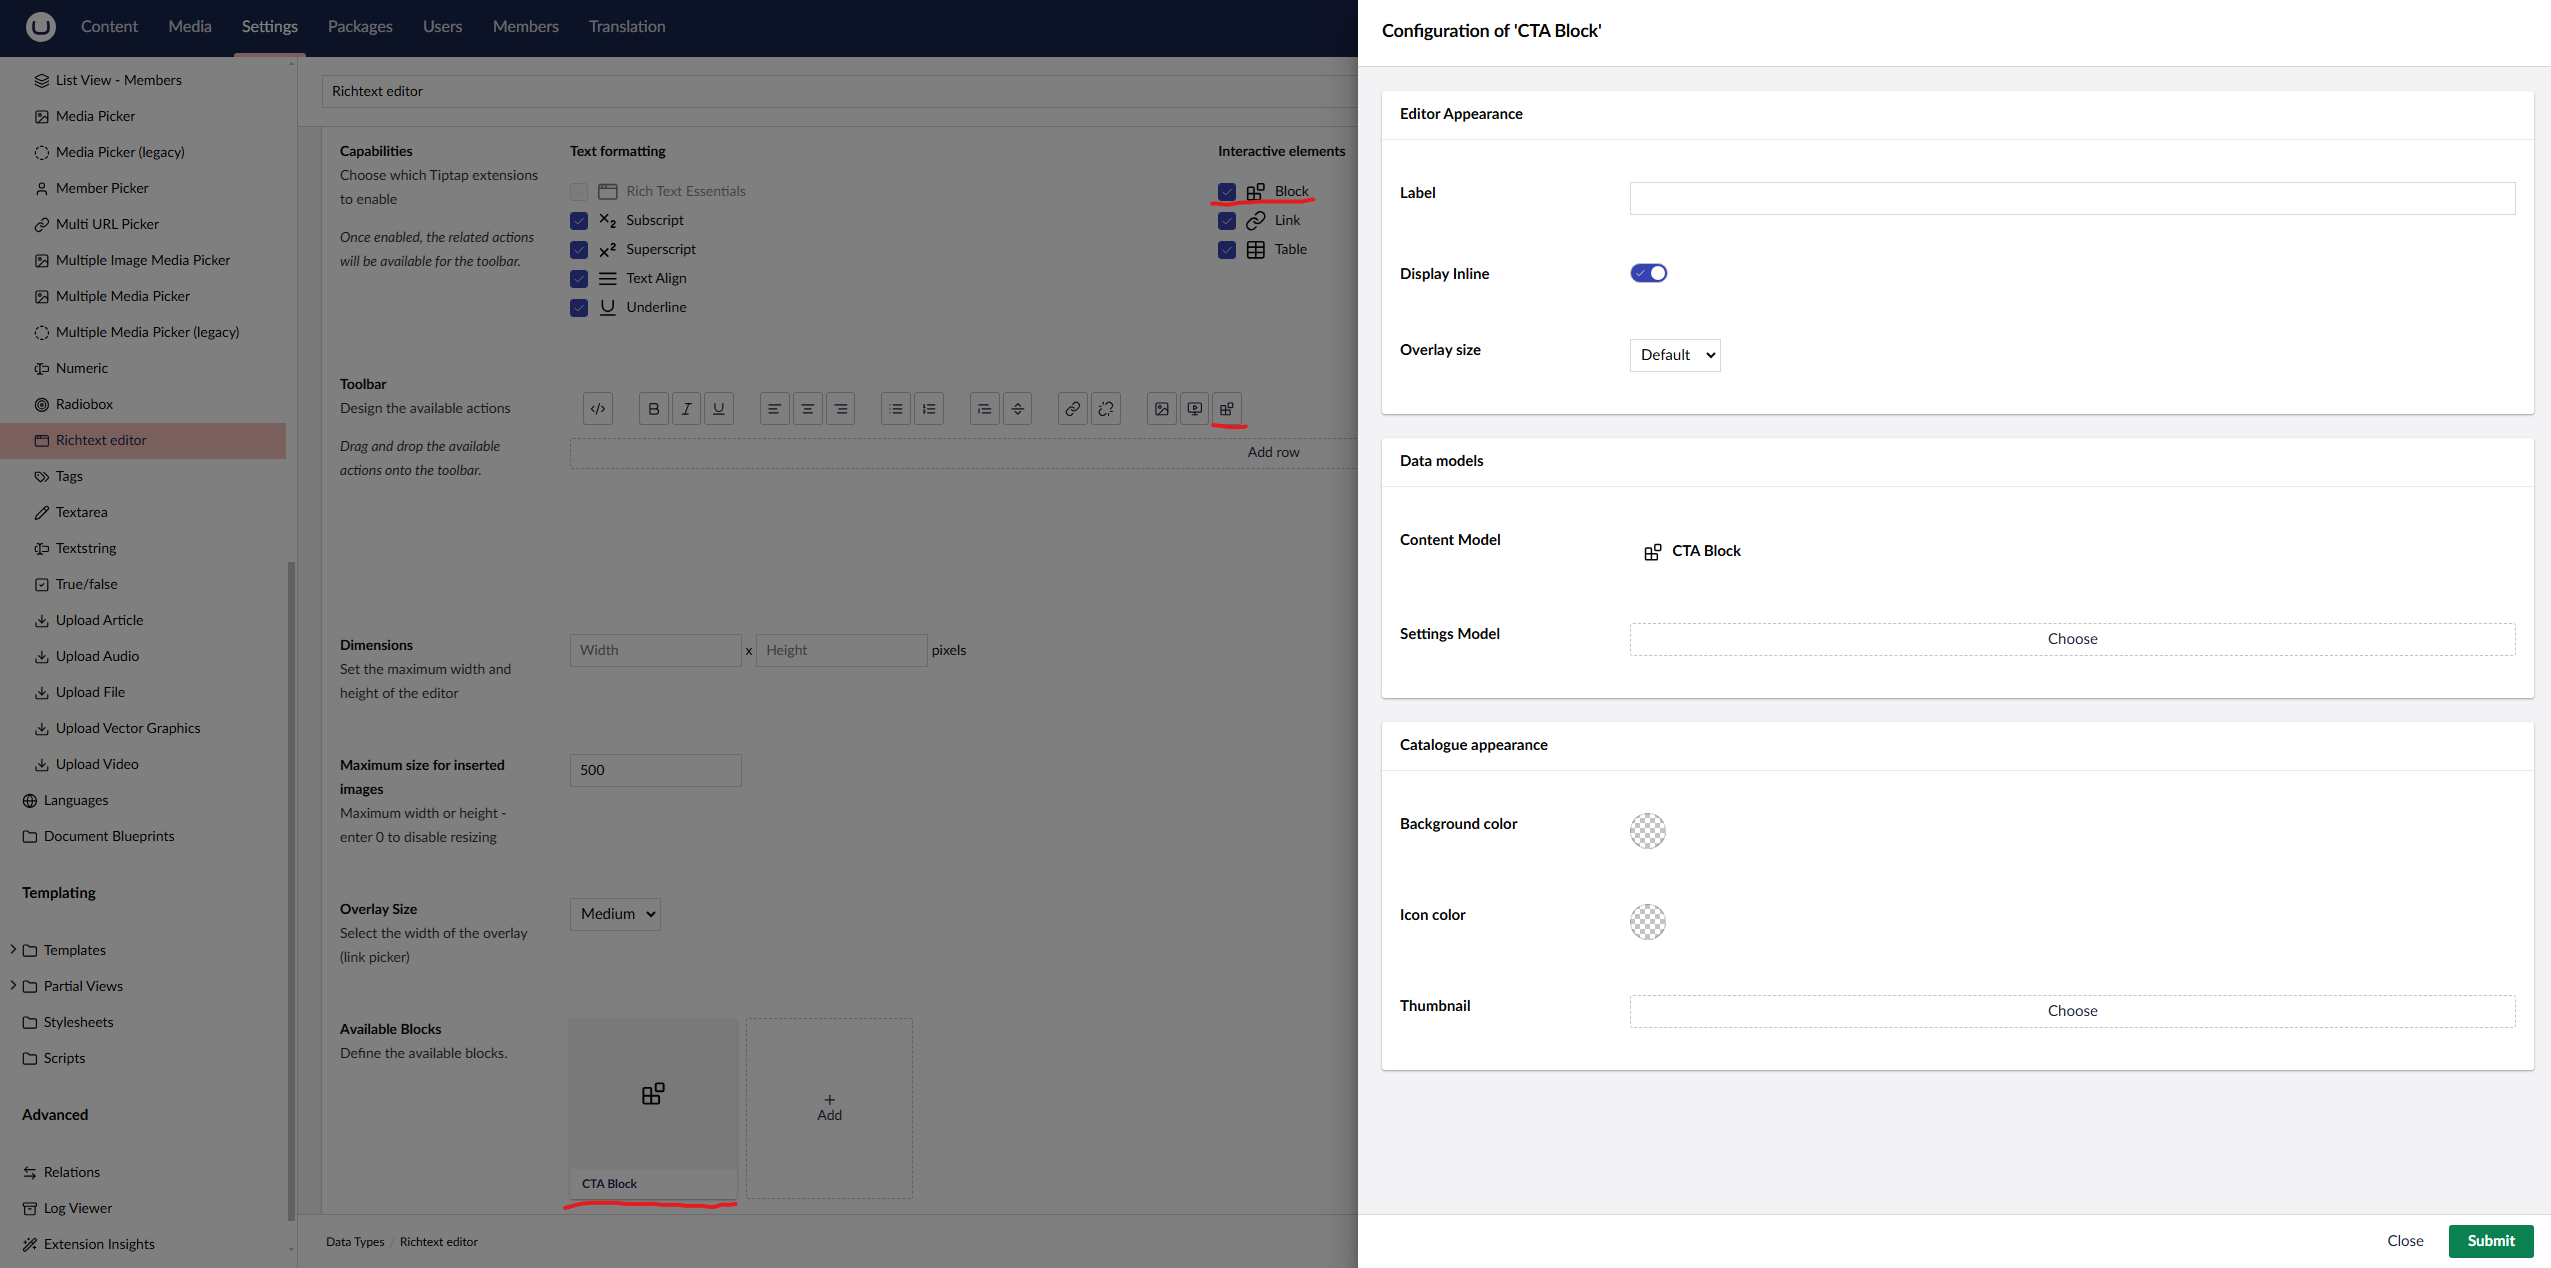 Content
Media
Settings
Packages
Users
Members
Translation
List View - Members
Media Picker
Media Picker (legacy)
Member Picker
Multi URL Picker
Multiple Image Media Picker
Multiple Media Picker
Multiple Media Picker (legacy)
Numeric
Radiobox
Richtext editor
Tags
Textarea
Textstring
True/false
Upload Article
Upload Audio
Upload File
Upload Vector Graphics
Upload Video
Languages
Document Blueprints
Templating
Templates
Partial Views
Stylesheets
Scripts
Advanced
Relations
Log Viewer
Extension Insights
Richtext editor
Capabilities
Choose which Tiptap extensions
to enable
Once enabled, the related actions
will be available for the toolbar.
Text formatting
Rich Text Essentials
Subscript
Superscript
Text Align
Underline
Interactive elements
Block
Link
Table
Toolbar
Design the available actions
Drag and drop the available
actions onto the toolbar.
Add row
Dimensions
Set the maximum width and
height of the editor
Width
x
Height
pixels
Maximum size for inserted
images
Maximum width or height -
enter 0 to disable resizing
500
Overlay Size
Select the width of the overlay
(link picker)
Medium
Available Blocks
Define the available blocks.
CTA Block
+
Add
Data Types / Richtext editor
Configuration of 'CTA Block'
Editor Appearance
Label
Display Inline
Overlay size
Default
Data models
Content Model
CTA Block
Settings Model
Choose
Catalogue appearance
Background color
Icon color
Thumbnail
Choose
Close
Submit